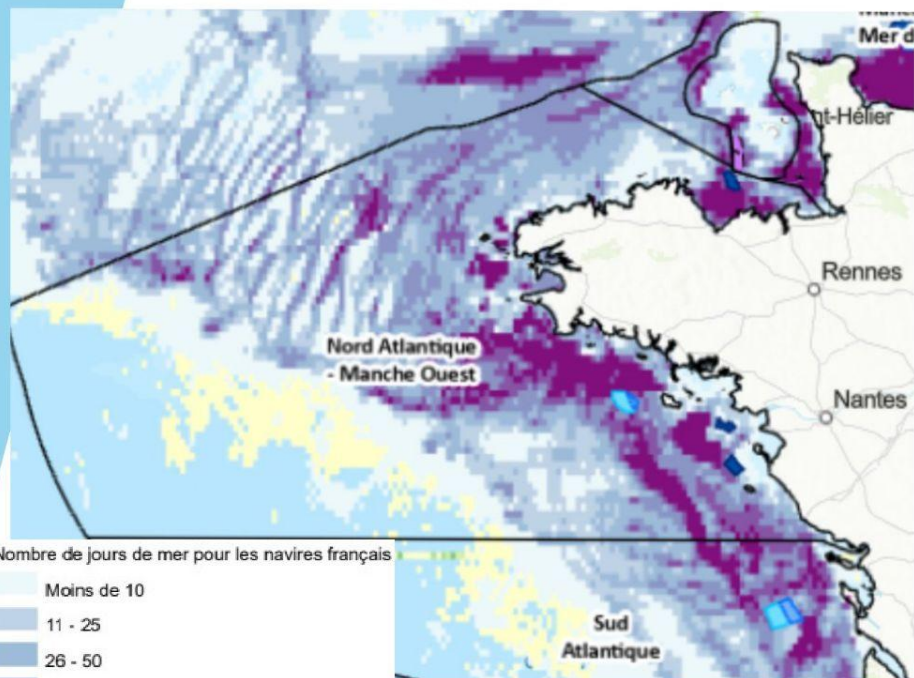 Mer d
nt-Hélier
Rennes
Nord Atlantique
- Manche Ouest
Nantes
Nombre de jours de mer pour les navires français
Moins de 10
11 - 25
26 - 50
Sud
Atlantique